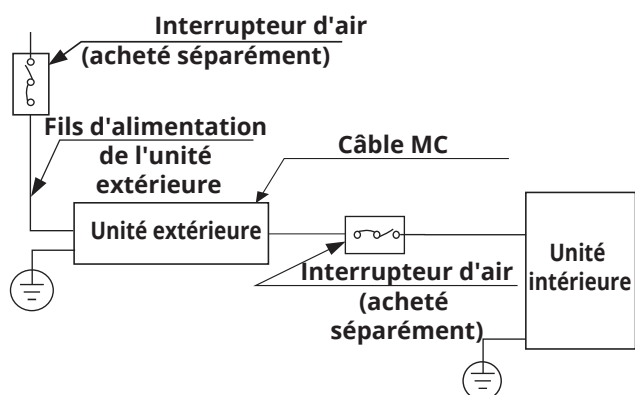 Interrupteur d'air
(acheté séparément)
Fils d'alimentation
de l'unité
extérieure
Câble MC
Unité extérieure
Interrupteur d'air
(acheté
séparément)
Unité
intérieure